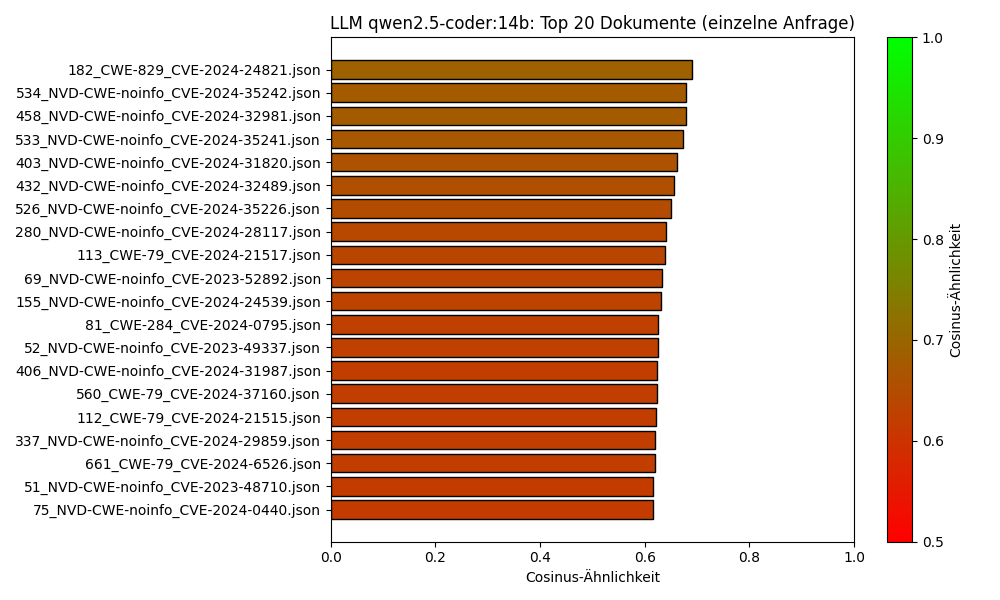 LLM qwen2.5-coder:14b: Top 20 Dokumente (einzelne Anfrage)
182_CWE-829_CVE-2024-24821.json
534_NVD-CWE-noinfo_CVE-2024-35242.json
458_NVD-CWE-noinfo_CVE-2024-32981.json
533_NVD-CWE-noinfo_CVE-2024-35241.json
403_NVD-CWE-noinfo_CVE-2024-31820.json
432_NVD-CWE-noinfo_CVE-2024-32489.json
526_NVD-CWE-noinfo_CVE-2024-35226.json
280_NVD-CWE-noinfo_CVE-2024-28117.json
113_CWE-79_CVE-2024-21517.json
69_NVD-CWE-noinfo_CVE-2023-52892.json
155_NVD-CWE-noinfo_CVE-2024-24539.json
81_CWE-284_CVE-2024-0795.json
52_NVD-CWE-noinfo_CVE-2023-49337.json
406_NVD-CWE-noinfo_CVE-2024-31987.json
560_CWE-79_CVE-2024-37160.json
112_CWE-79_CVE-2024-21515.json
337_NVD-CWE-noinfo_CVE-2024-29859.json
661_CWE-79_CVE-2024-6526.json
51_NVD-CWE-noinfo_CVE-2023-48710.json
75_NVD-CWE-noinfo_CVE-2024-0440.json
0.0 0.2 0.4 0.6 0.8 1.0
Cosinus-Ähnlichkeit
1.0
0.9
0.8
0.7
0.6
0.5
Cosinus-Ähnlichkeit